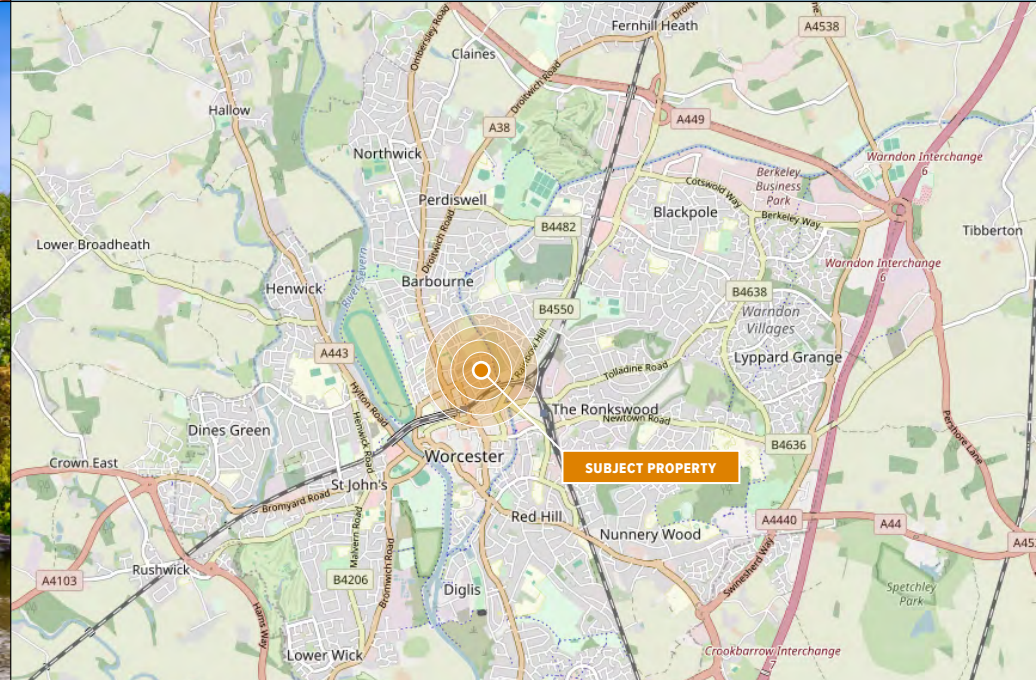 Fernhill Heath
A4538
Ombersley Road
Claines
Droitwich Road
Hallow
A38
A449
Northwick
Warndon Interchange
6
Berkeley
Business
Park
Cotswold Way
Perdiswell
Blackpole
Berkeley Way
B4482
Tibberton
Lower Broadheath
Droitwich Road
River Severn
Warndon Interchange
6
Barbourne
Henwick
B4638
B4550
Warndon
Villages
A443
Rainbow Hill
Lyppard Grange
Tolladine Road
Hylton Road
The Ronkswood
Newtown Road
Henwick Road
Dines Green
Pershore Lane
B4636
Worcester
Crown East
SUBJECT PROPERTY
St John's
Bromyard Road
Red Hill
A4440
A44
Nunnery Wood
Malvern Road
Swinesherd Way
Rushwick
A4103
B4206
Bromwich Road
Diglis
Spetchley
Park
Harris Way
Lower Wick
Crookbarrow Interchange
7